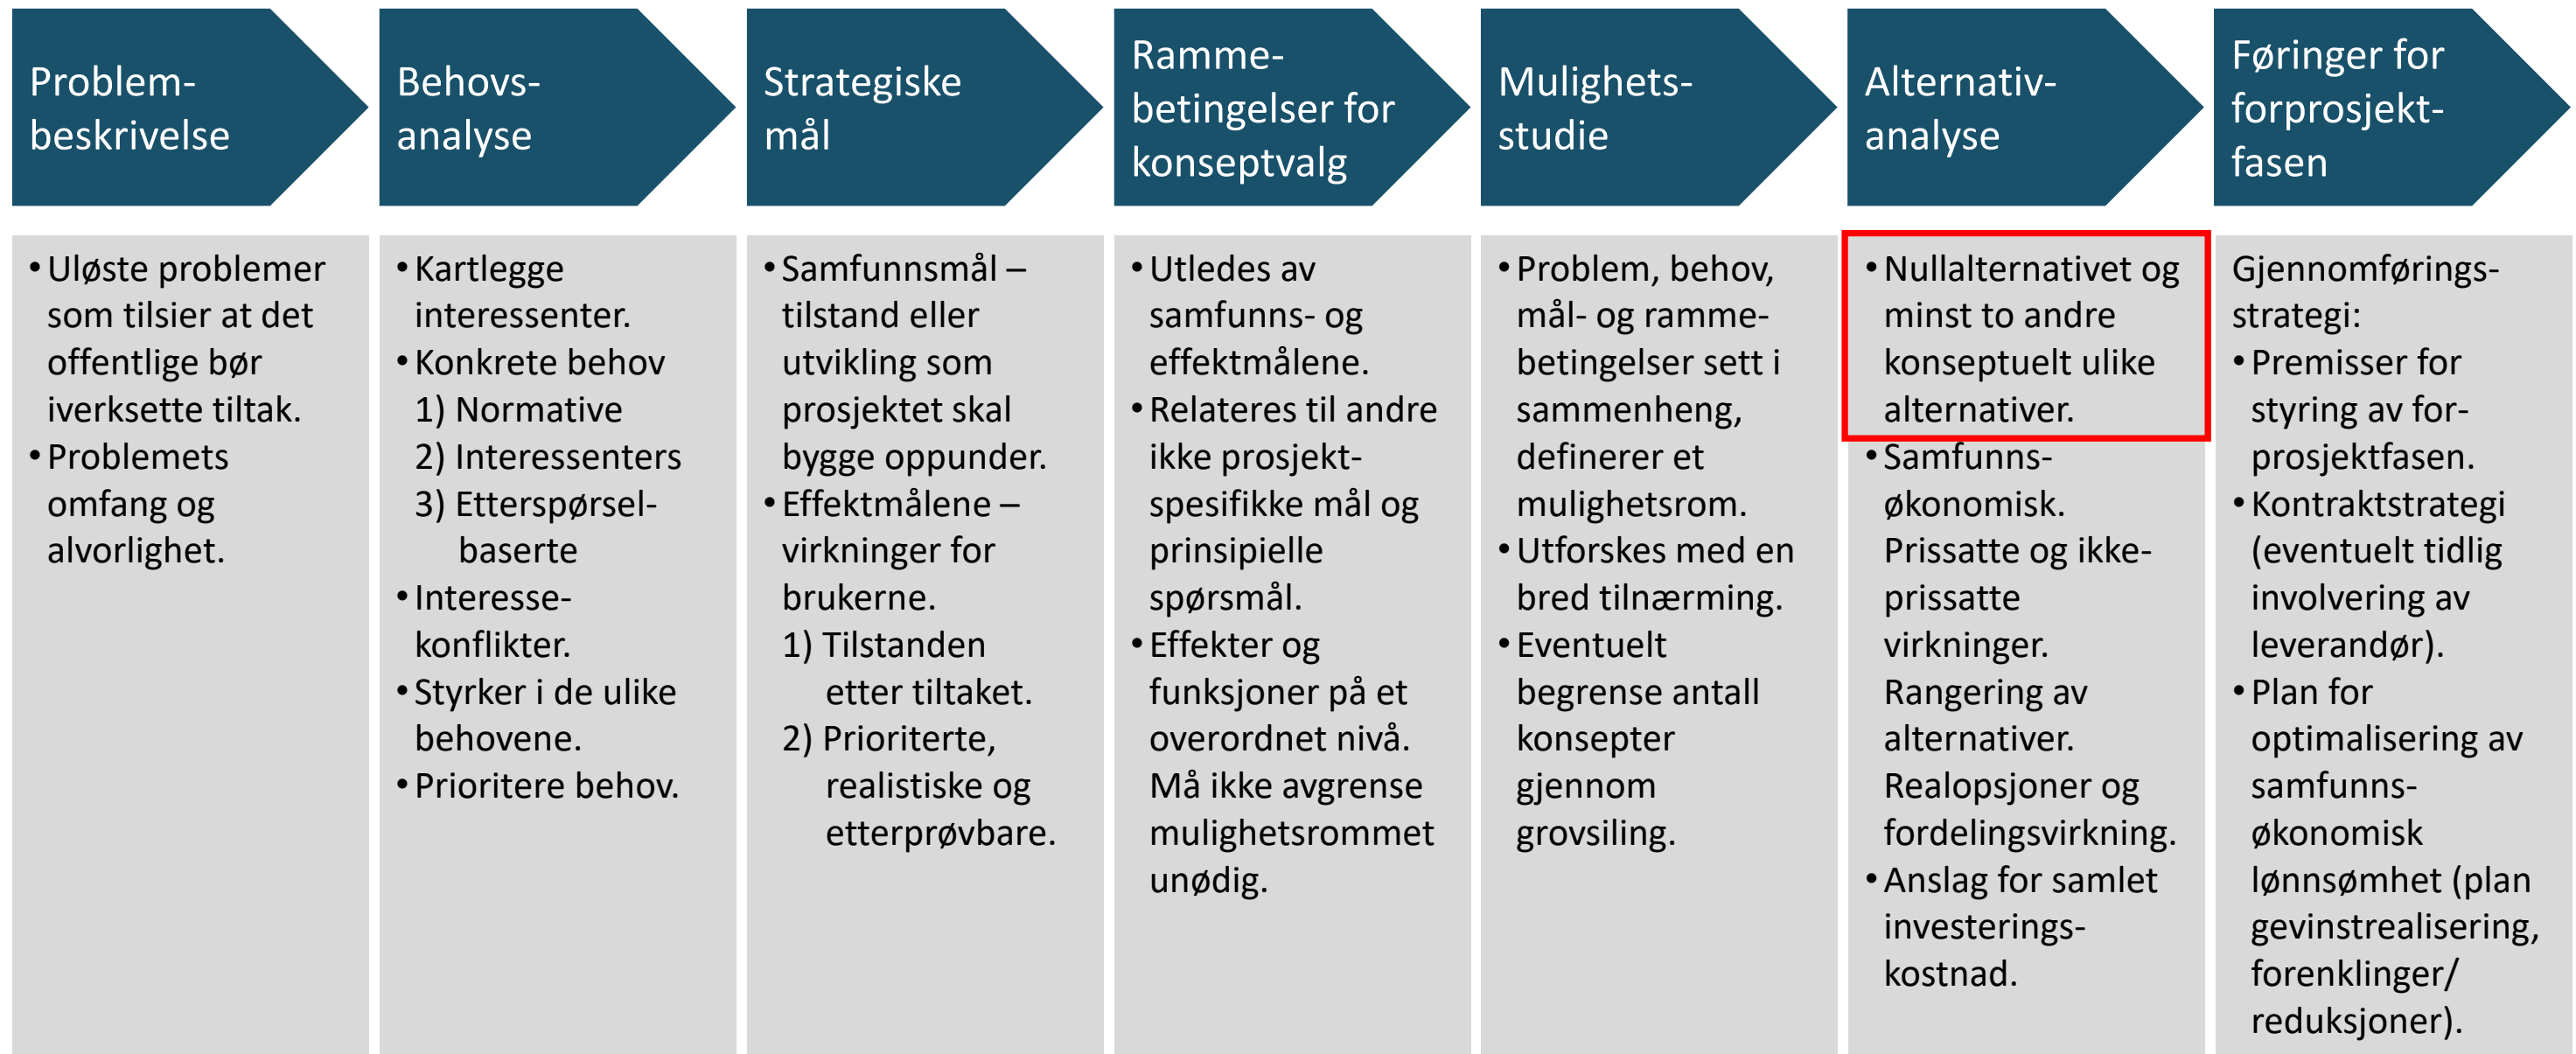 Problem-
beskrivelse
Behovs-
analyse
Strategiske
mål
Ramme-
betingelser for
konseptvalg
Mulighets-
studie
Alternativ-
analyse
Føringer for
forprosjekt-
fasen
• Uløste problemer
som tilsier at det
offentlige bør
iverksette tiltak.
• Problemets
omfang og
alvorlighet.
• Kartlegge
interessenter.
• Konkrete behov
1) Normative
2) Interessenters
3) Etterspørsel-
baserte
• Interesse-
konflikter.
• Styrker i de ulike
behovene.
• Prioritere behov.
• Samfunnsmål –
tilstand eller
utvikling som
prosjektet skal
bygge oppunder.
• Effektmålene –
virkninger for
brukerne.
1) Tilstanden
etter tiltaket.
2) Prioriterte,
realistiske og
etterprøvbare.
• Utledes av
samfunns- og
effektmålene.
• Relateres til andre
ikke prosjekt-
spesifikke mål og
prinsipielle
spørsmål.
• Effekter og
funksjoner på et
overordnet nivå.
Må ikke avgrense
mulighetsrommet
unødig.
• Problem, behov,
mål- og ramme-
betingelser sett i
sammenheng,
definerer et
mulighetsrom.
• Utforskes med en
bred tilnærming.
• Eventuelt
begrense antall
konsepter
gjennom
grovsiling.
• Nullalternativet og
minst to andre
konseptuelt ulike
alternativer.
• Samfunns-
økonomisk.
Prissatte og ikke-
prissatte
virkninger.
Rangering av
alternativer.
Realopsjoner og
fordelingsvirkning.
• Anslag for samlet
investerings-
kostnad.
Gjennomførings-
strategi:
• Premisser for
styring av for-
prosjektfasen.
• Kontraktstrategi
(eventuelt tidlig
involvering av
leverandør).
• Plan for
optimalisering av
samfunns-
økonomisk
lønnsømhet (plan
gevinstrealisering,
forenklinger/
reduksjoner).